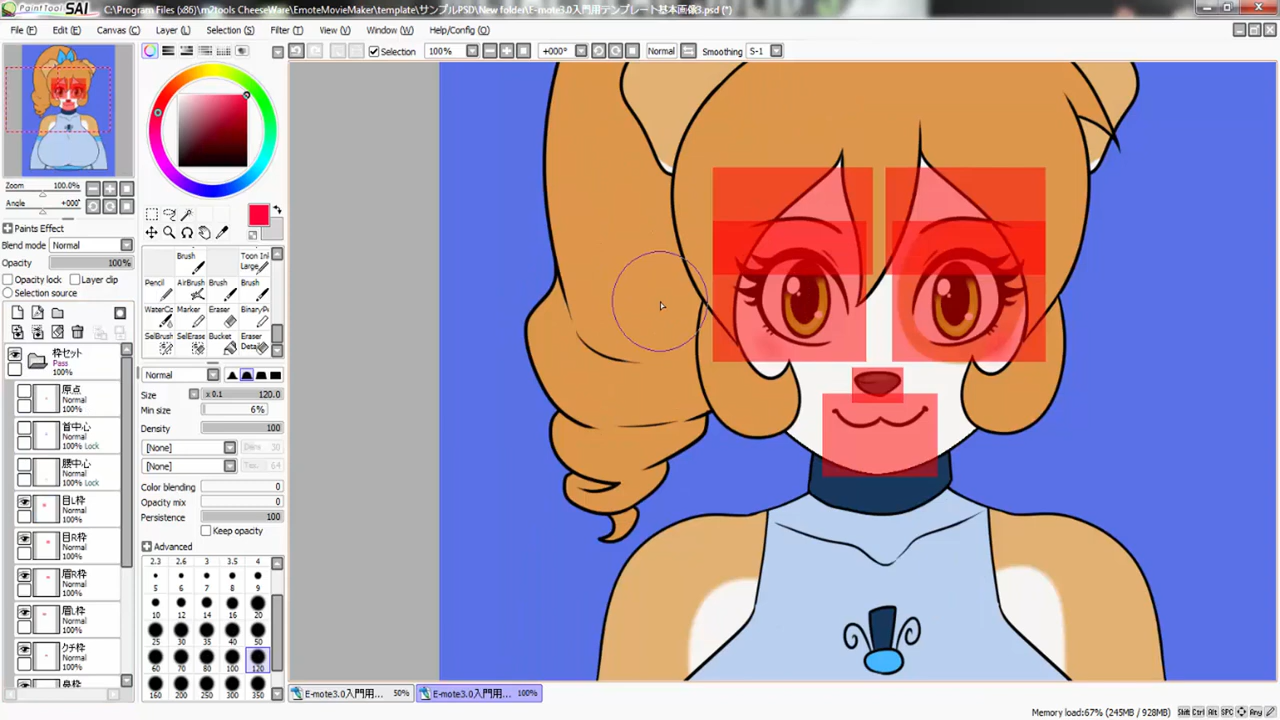 PaintTool SAI C:\Program Files (x86)\m2tools CheeseWare\EmoteMovieMaker\template\サンプルPSD\New folder\E-mote3.0入門用テンプレート基本画像3.psd (*)
File (F) Edit (E) Canvas (C) Layer (L) Selection (S) Filter (T) View (V) Window (W) Help/Config (O)
Selection 100% +000° Normal Smoothing S-1
Zoom 100.0%
Angle +000°
Paints Effect
Blend mode Normal
Opacity 100%
Opacity lock Layer clip
Selection source
枠セット
Pass
100%
原点
Normal
100%
首中心
Normal
100% Lock
腰中心
Normal
100% Lock
目L枠
Normal
100%
目R枠
Normal
100%
眉R枠
Normal
100%
眉L枠
Normal
100%
クチ枠
Normal
100%
鼻枠
Brush Toon Ink Large
Pencil AirBrush Brush Brush
Marker Eraser
SelBrush SelErase Bucket Eraser Detail
Normal
Size x 0.1 120.0
Min size 6%
Density 100
[None]
[None]
Color blending 0
Opacity mix 0
Persistence 100
Keep opacity
Advanced
2.3 2.6 3 3.5 4
5 6 7 8 9
10 12 14 16 20
25 30 35 40 50
60 70 80 100 120
160 200 250 300 350
E-mote3.0入門用... 50% E-mote3.0入門用... 100%
Memory load:67% (245MB / 928MB) Shift Ctrl Alt SPC Any